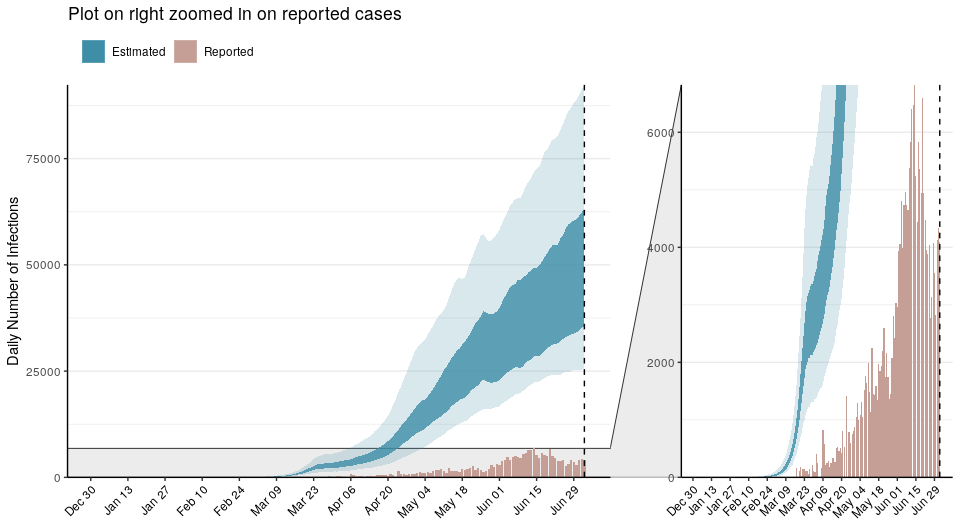 Plot on right zoomed in on reported cases
Estimated Reported
Daily Number of Infections
75000
50000
25000
0
Dec 30 Jan 13 Jan 27 Feb 10 Feb 24 Mar 09 Mar 23 Apr 06 Apr 20 May 04 May 18 Jun 01 Jun 15 Jun 29
6000
4000
2000
0
Dec 30 Jan 13 Jan 27 Feb 10 Feb 24 Mar 09 Mar 23 Apr 06 Apr 20 May 04 May 18 Jun 01 Jun 15 Jun 29